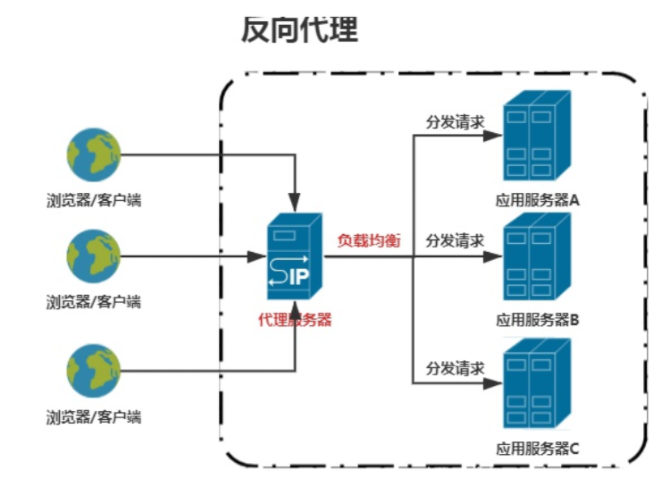 反向代理
分发请求
浏览器/客户端
应用服务器A
负载均衡
分发请求
IP
代理服务器
浏览器/客户端
应用服务器B
分发请求
浏览器/客户端
应用服务器C